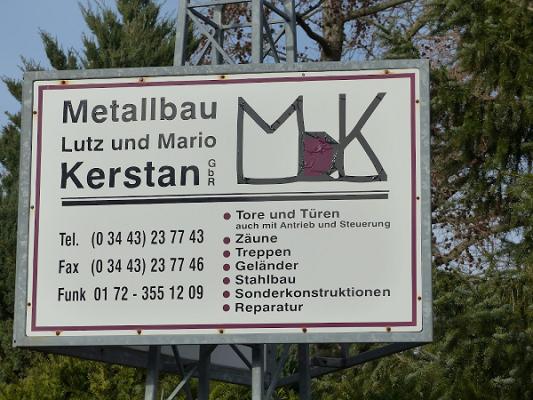 Metallbau
Lutz und Mario
Kerstan GbR
MK
Tore und Türen
auch mit Antrieb und Steuerung
Zäune
Treppen
Geländer
Stahlbau
Sonderkonstruktionen
Reparatur
Tel. (0 34 43) 23 77 43
Fax (0 34 43) 23 77 46
Funk 01 72 - 355 12 09